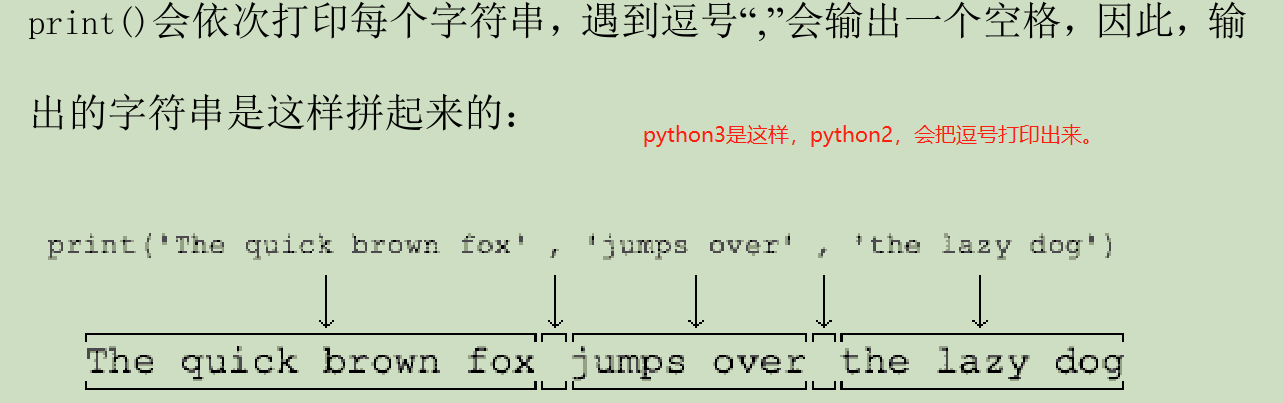 print()会依次打印每个字符串，遇到逗号“,”会输出一个空格，因此，输
出的字符串是这样拼起来的：
python3是这样，python2，会把逗号打印出来。
print('The quick brown fox' , 'jumps over' , 'the lazy dog')
The quick brown fox jumps over the lazy dog